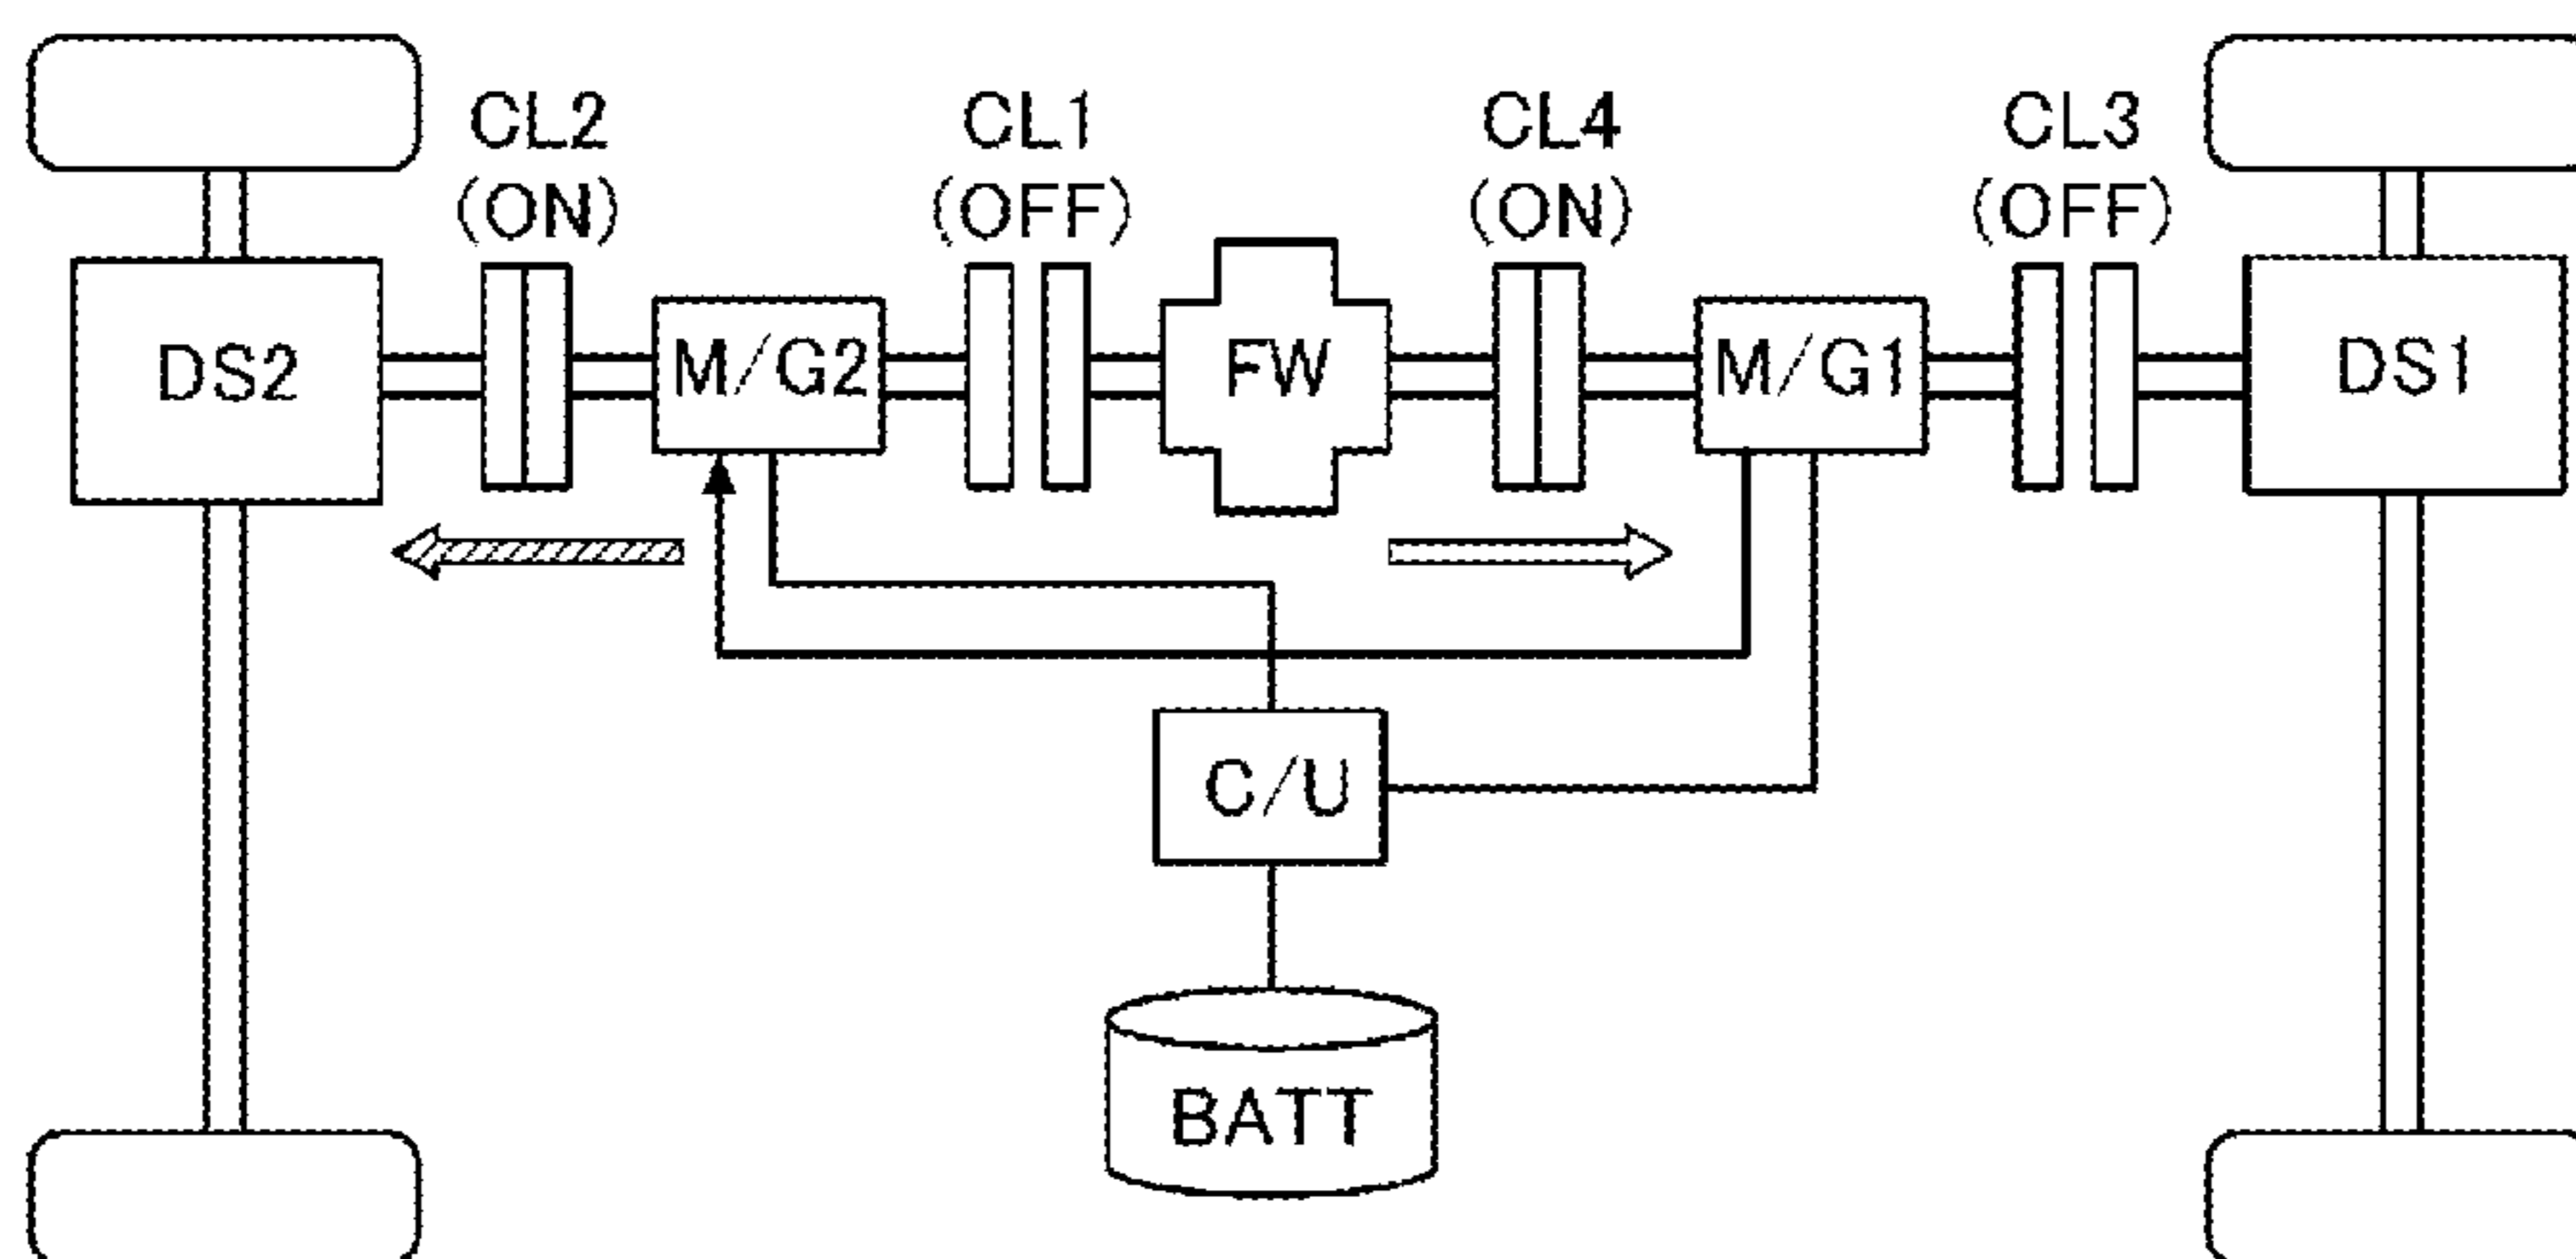 CL2
(ON)
CL1
(OFF)
CL4
(ON)
CL3
(OFF)
DS2
M/G2
FW
M/G1
DS1
C/U
BATT